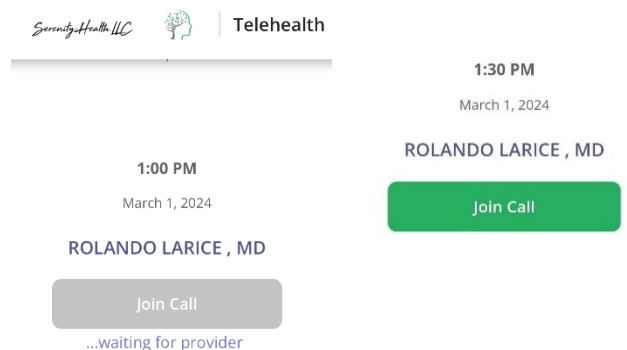 Serenity Health LLC
Telehealth
1:00 PM
March 1, 2024
ROLANDO LARICE , MD
Join Call
...waiting for provider
1:30 PM
March 1, 2024
ROLANDO LARICE , MD
Join Call